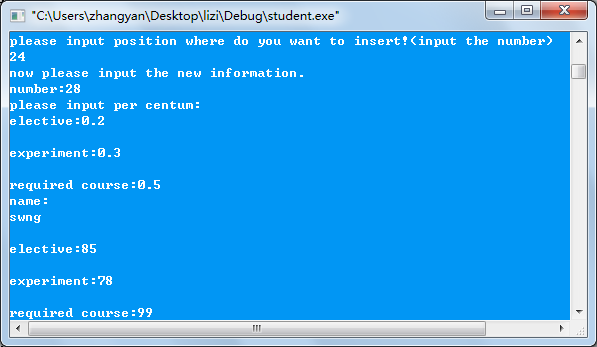 "C:\Users\zhangyan\Desktop\lizi\Debug\student.exe"
please input position where do you want to insert!(input the number)
24
now please input the new information.
number:28
please input per centum:
elective:0.2
experiment:0.3
required course:0.5
name:
swng
elective:85
experiment:78
required course:99